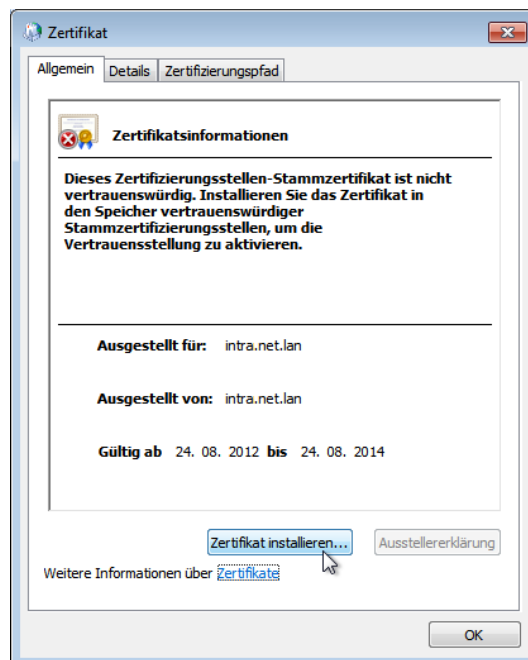 Zertifikat
Allgemein Details Zertifizierungspfad
Zertifikatsinformationen
Dieses Zertifizierungsstellen-Stammzertifikat ist nicht
vertrauenswürdig. Installieren Sie das Zertifikat in
den Speicher vertrauenswürdiger
Stammzertifizierungsstellen, um die
Vertrauensstellung zu aktivieren.
Ausgestellt für: intra.net.lan
Ausgestellt von: intra.net.lan
Gültig ab 24. 08. 2012 bis 24. 08. 2014
Zertifikat installieren... Ausstellererklärung
Weitere Informationen über Zertifikate
OK